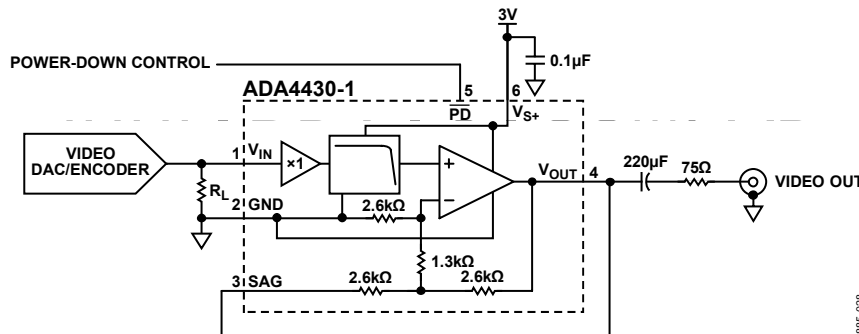 3V
0.1µF
POWER-DOWN CONTROL
ADA4430-1
5
6
PD
VS+
VIDEO
DAC/ENCODER
1
VIN
×1
+
−
VOUT
4
220µF
75Ω
VIDEO OUT
RL
2
GND
2.6kΩ
1.3kΩ
3
SAG
2.6kΩ
2.6kΩ